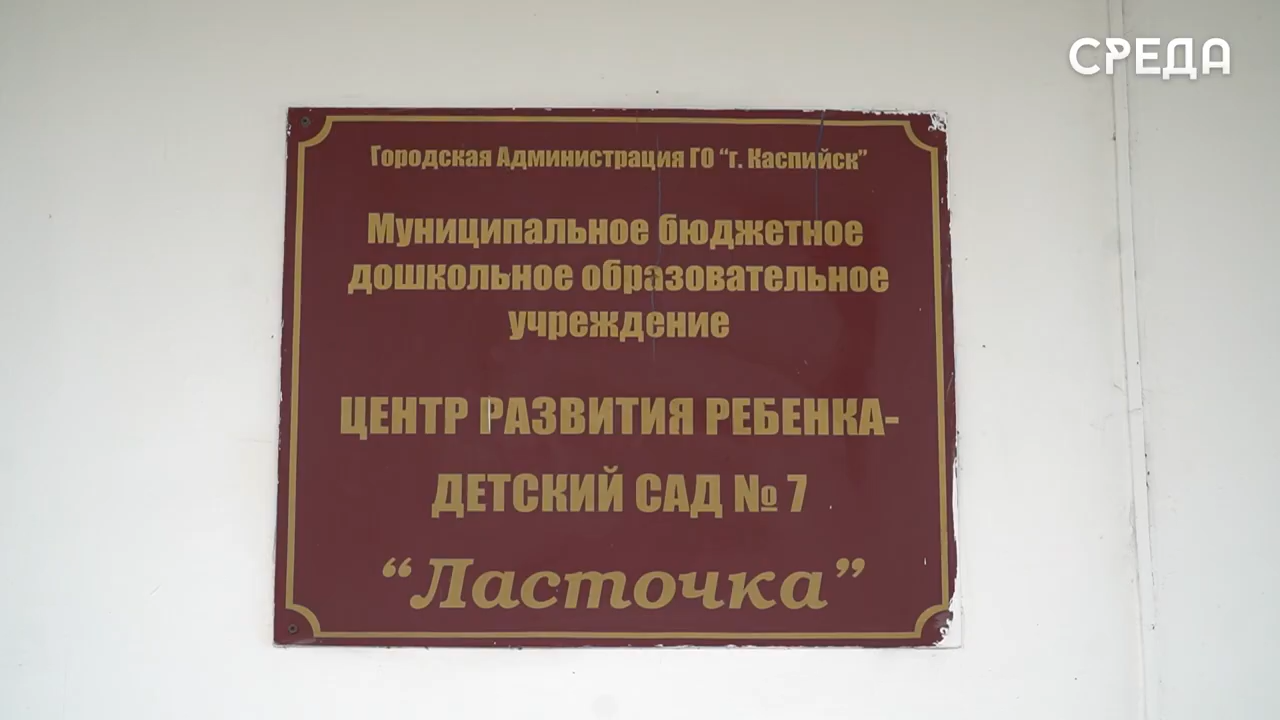 СРЕДА
Городская Администрация ГО “г. Каспийск”
Муниципальное бюджетное
дошкольное образовательное
учреждение
ЦЕНТР РАЗВИТИЯ РЕБЕНКА-
ДЕТСКИЙ САД № 7
“Ласточка”